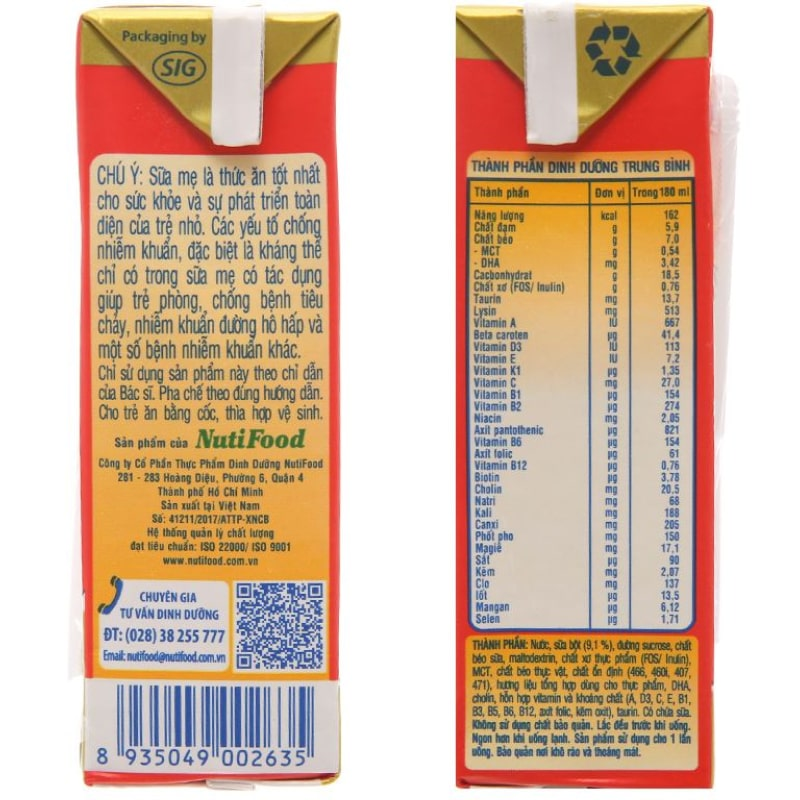 Packaging by
SIG
CHÚ Ý: Sữa mẹ là thức ăn tốt nhất
cho sức khỏe và sự phát triển toàn
diện của trẻ nhỏ. Các yếu tố chống
nhiễm khuẩn, đặc biệt là kháng thể
chỉ có trong sữa mẹ có tác dụng
giúp trẻ phòng, chống bệnh tiêu
chảy, nhiễm khuẩn đường hô hấp và
một số bệnh nhiễm khuẩn khác.
Chỉ sử dụng sản phẩm này theo chỉ dẫn
của Bác sĩ. Pha chế theo đúng hướng dẫn.
Cho trẻ ăn bằng cốc, thìa hợp vệ sinh.
Sản phẩm của NutiFood
Công ty Cổ Phần Thực Phẩm Dinh Dưỡng NutiFood
281 - 283 Hoàng Diệu, Phường 6, Quận 4
Thành phố Hồ Chí Minh
Sản xuất tại Việt Nam
Số: 41211/2017/ATTP-XNCB
Hệ thống quản lý chất lượng
đạt tiêu chuẩn: ISO 22000/ ISO 9001
www.nutifood.com.vn
CHUYÊN GIA
TƯ VẤN DINH DƯỠNG
ĐT: (028) 38 255 777
Email: nutifood@nutifood.com.vn
8 935049 002635
THÀNH PHẦN DINH DƯỠNG TRUNG BÌNH
Thành phần Đơn vị Trong 180 ml
Năng lượng kcal 162
Chất đạm g 5,9
Chất béo g 7,0
- MCT g 0,54
- DHA mg 3,42
Cacbonhydrat g 18,5
Chất xơ (FOS/ Inulin) g 0,76
Taurin mg 13,7
Lysin mg 513
Vitamin A IU 667
Beta caroten µg 41,4
Vitamin D3 IU 113
Vitamin E IU 7,2
Vitamin K1 µg 1,35
Vitamin C mg 27,0
Vitamin B1 µg 154
Vitamin B2 µg 274
Niacin mg 2,05
Axít pantothenic µg 821
Vitamin B6 µg 154
Axít folic µg 61
Vitamin B12 µg 0,76
Biotin µg 3,78
Cholin mg 20,5
Natri mg 68
Kali mg 188
Canxi mg 205
Phốt pho mg 150
Magiê mg 17,1
Sắt µg 90
Kẽm mg 2,07
Clo mg 137
Iốt µg 13,5
Mangan µg 6,12
Selen µg 1,71
THÀNH PHẦN: Nước, sữa bột (9,1 %), đường sucrose, chất
béo sữa, maltodextrin, chất xơ thực phẩm (FOS/ Inulin),
MCT, chất béo thực vật, chất ổn định (466, 460i, 407,
471), hương liệu tổng hợp dùng cho thực phẩm, DHA,
cholin, hỗn hợp vitamin và khoáng chất (A, D3, C, E, B1,
B3, B5, B6, B12, axít folic, kẽm oxit), taurin. Có chứa sữa.
Không sử dụng chất bảo quản. Lắc đều trước khi uống.
Ngon hơn khi uống lạnh. Sản phẩm sử dụng cho 1 lần
uống. Bảo quản nơi khô ráo và thoáng mát.